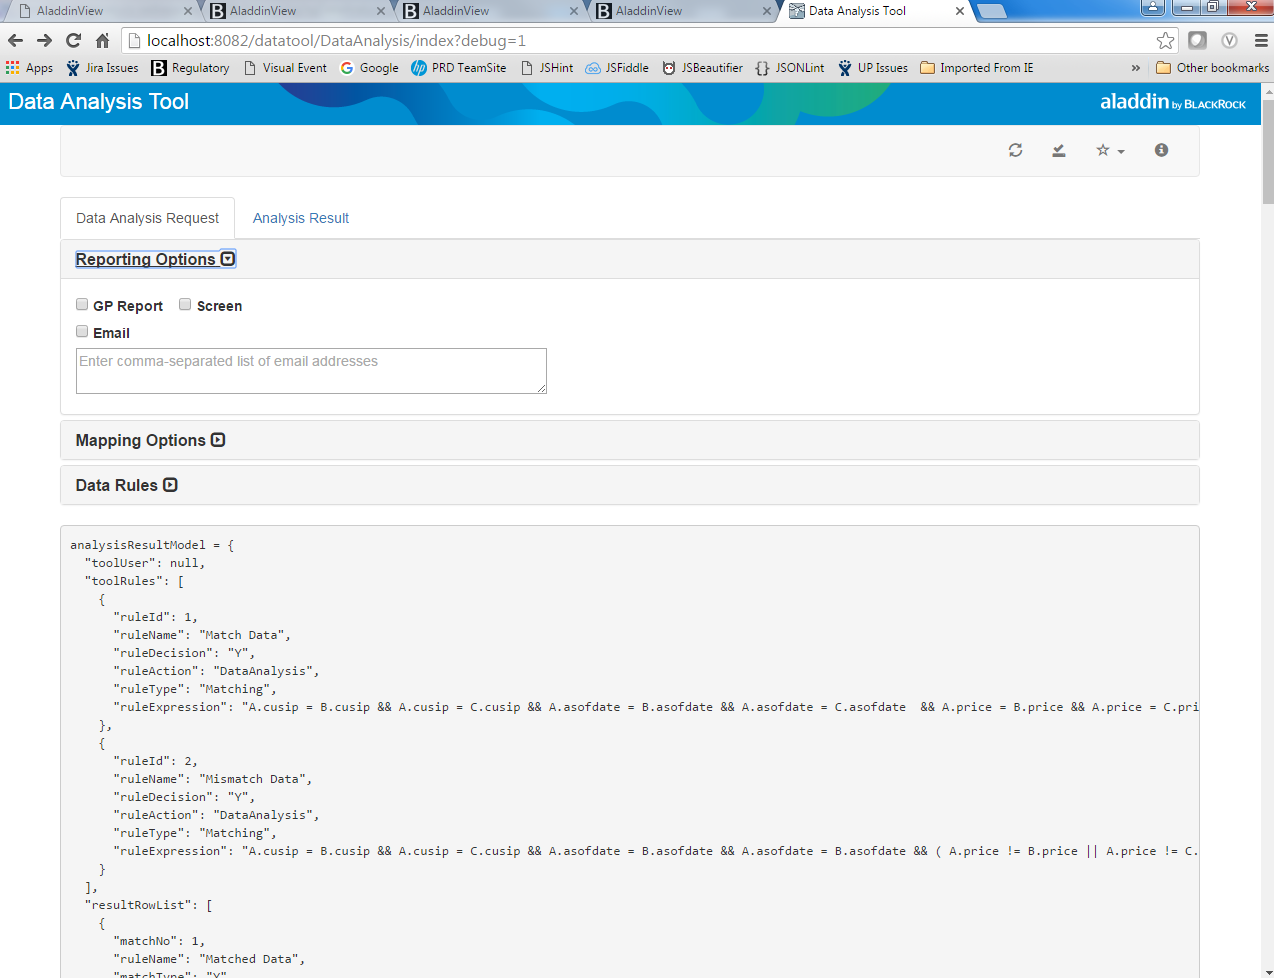 AladdinView
AladdinView
AladdinView
AladdinView
Data Analysis Tool
localhost:8082/datatool/DataAnalysis/index?debug=1
Apps
Jira Issues
Regulatory
Visual Event
Google
PRD TeamSite
JSHint
JSFiddle
JSBeautifier
JSONLint
UP Issues
Imported From IE
»
Other bookmarks
Data Analysis Tool
aladdin by BLACKROCK
Data Analysis Request
Analysis Result
Reporting Options
GP Report
Screen
Email
Enter comma-separated list of email addresses
Mapping Options
Data Rules
analysisResultModel = {
"toolUser": null,
"toolRules": [
{
"ruleId": 1,
"ruleName": "Match Data",
"ruleDecision": "Y",
"ruleAction": "DataAnalysis",
"ruleType": "Matching",
"ruleExpression": "A.cusip = B.cusip && A.cusip = C.cusip && A.asofdate = B.asofdate && A.asofdate = C.asofdate  && A.price = B.price && A.price = C.pri
},
{
"ruleId": 2,
"ruleName": "Mismatch Data",
"ruleDecision": "Y",
"ruleAction": "DataAnalysis",
"ruleType": "Matching",
"ruleExpression": "A.cusip = B.cusip && A.cusip = C.cusip && A.asofdate = B.asofdate && A.asofdate = B.asofdate && ( A.price != B.price || A.price != C.
}
],
"resultRowList": [
{
"matchNo": 1,
"ruleName": "Matched Data",
"matchType": "Y"